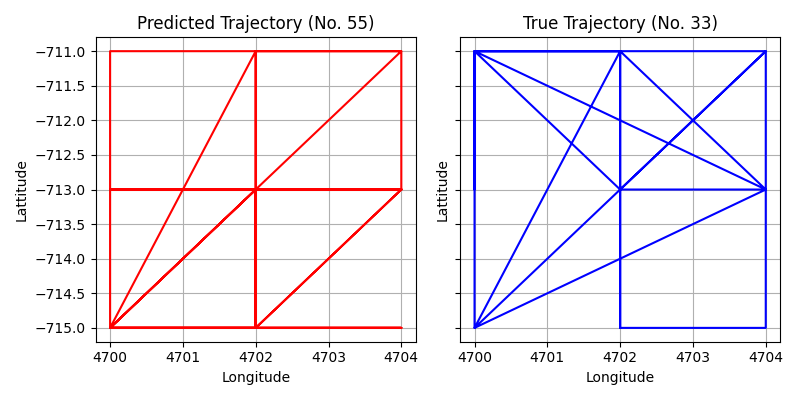 Predicted Trajectory (No. 55)
True Trajectory (No. 33)
−711.0
−711.5
−712.0
−712.5
−713.0
−713.5
−714.0
−714.5
−715.0
Lattitude
Lattitude
4700 4701 4702 4703 4704
4700 4701 4702 4703 4704
Longitude
Longitude